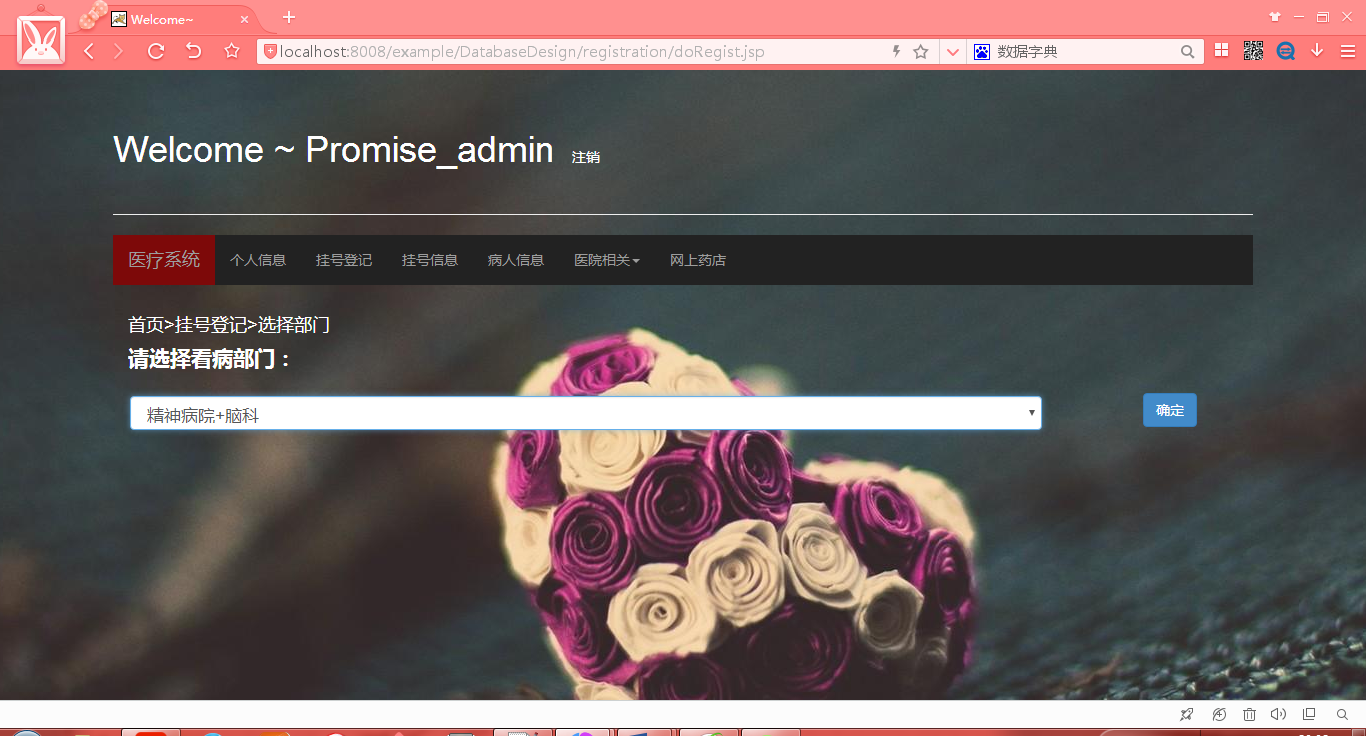 Welcome~
localhost:8008/example/DatabaseDesign/registration/doRegist.jsp
数据字典
Welcome ~ Promise_admin 注销
医疗系统 个人信息 挂号登记 挂号信息 病人信息 医院相关 网上药店
首页>挂号登记>选择部门
请选择看病部门：
精神病院+脑科
确定